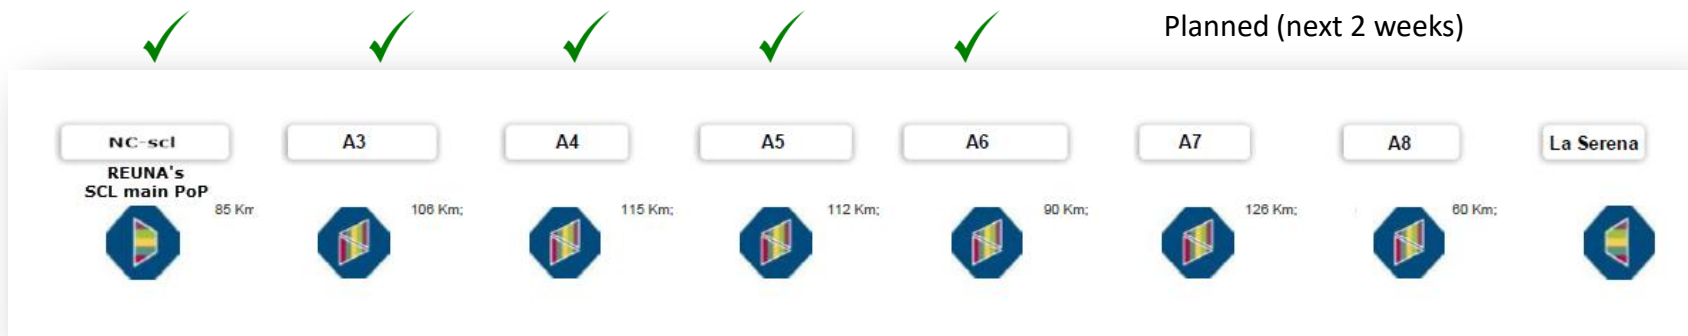 Planned (next 2 weeks)
NC-scl A3 A4 A5 A6 A7 A8 La Serena
REUNA's
SCL main PoP
85 Km 106 Km; 115 Km; 112 Km; 90 Km; 126 Km; 60 Km;